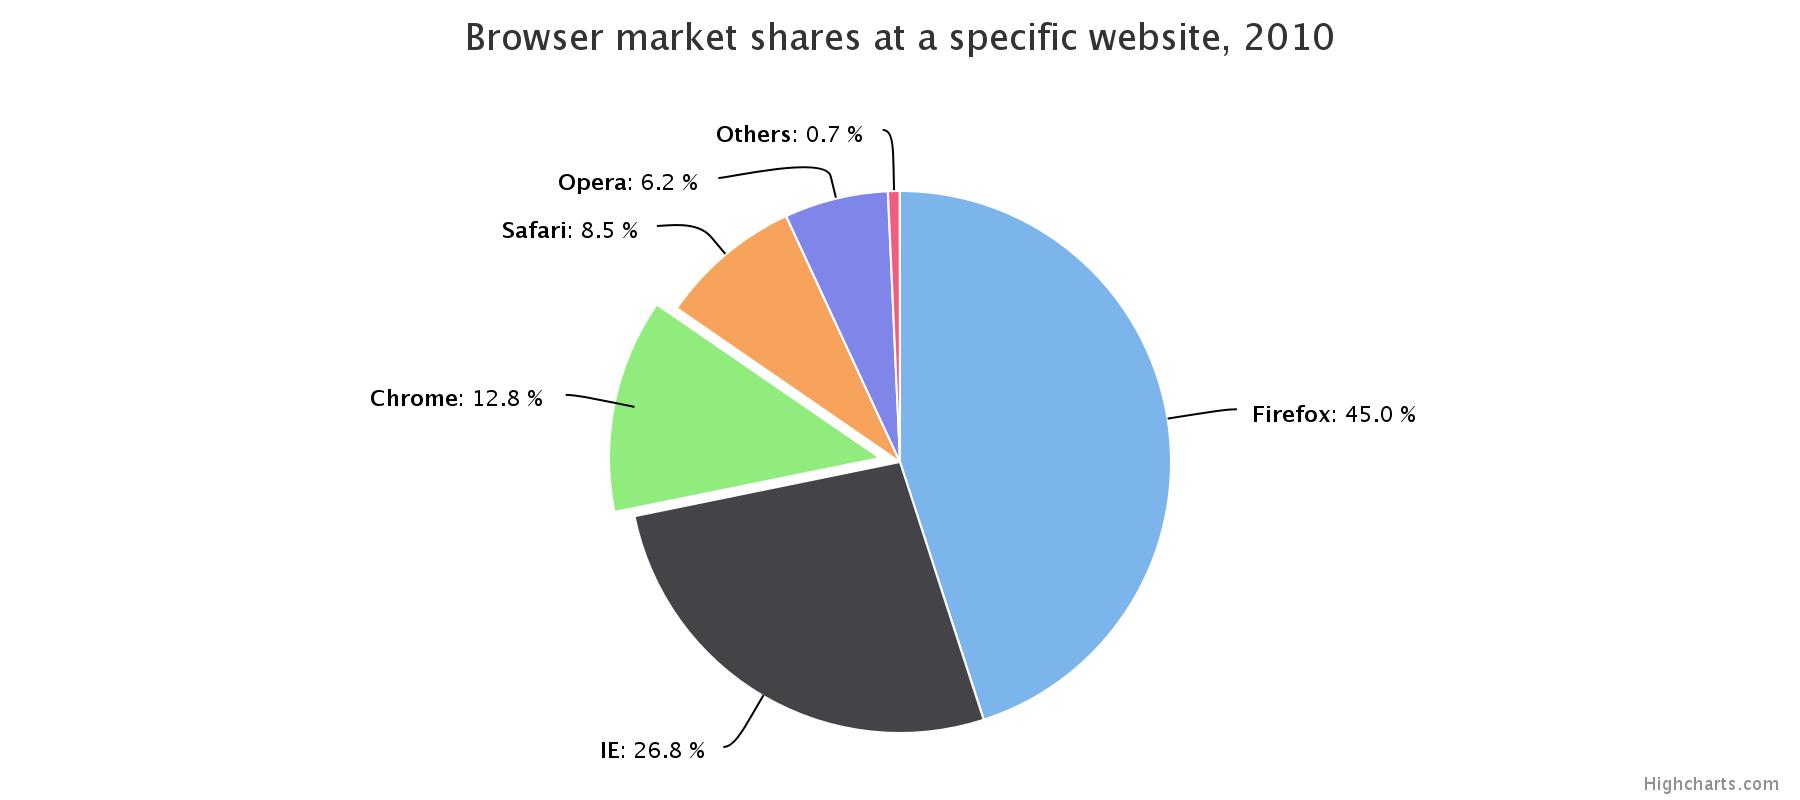 Browser market shares at a specific website, 2010
Others: 0.7 %
Opera: 6.2 %
Safari: 8.5 %
Chrome: 12.8 %
Firefox: 45.0 %
IE: 26.8 %
Highcharts.com